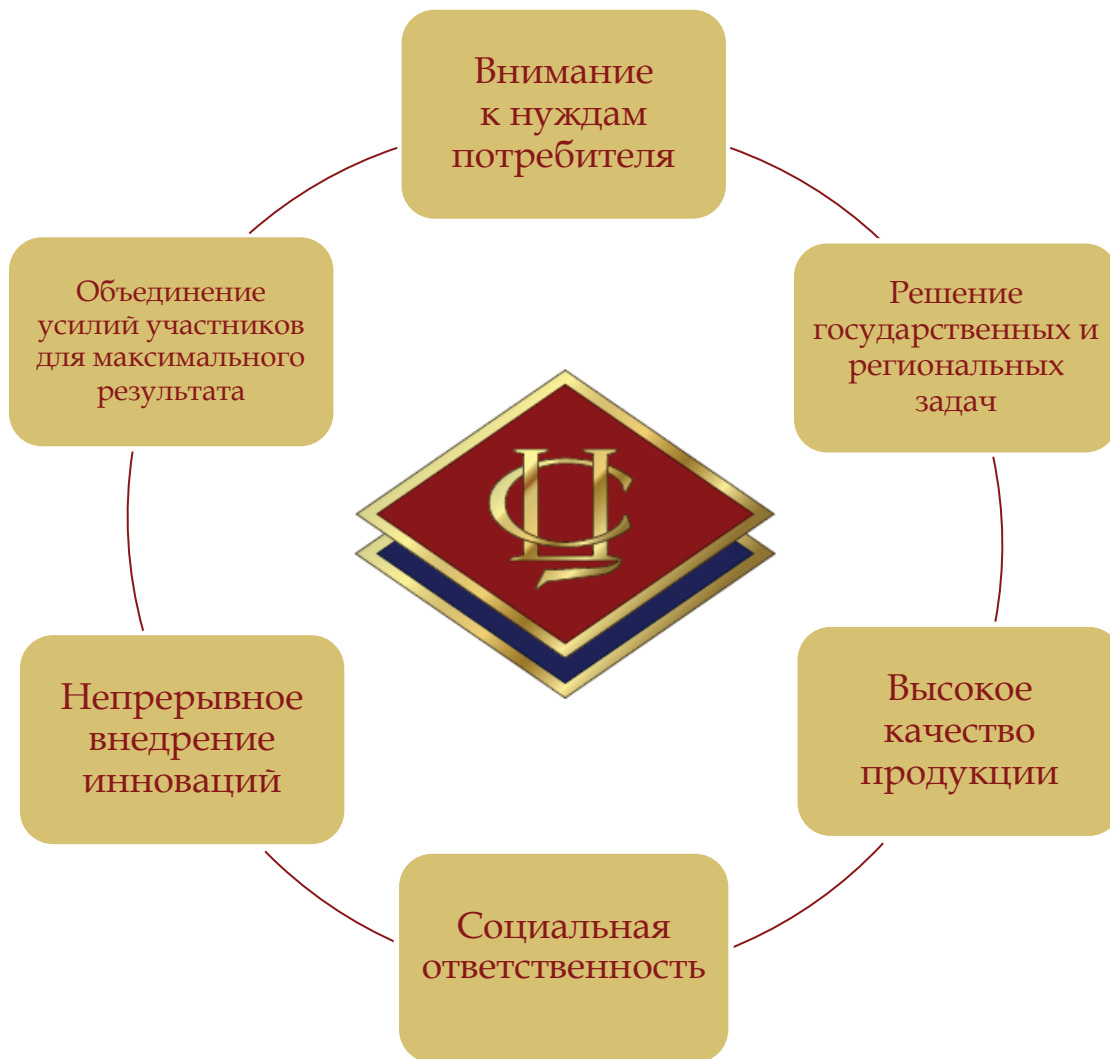 Внимание
к нуждам
потребителя
Решение
государственных и
региональных
задач
Высокое
качество
продукции
Социальная
ответственность
Непрерывное
внедрение
инноваций
Объединение
усилий участников
для максимального
результата
СЦ